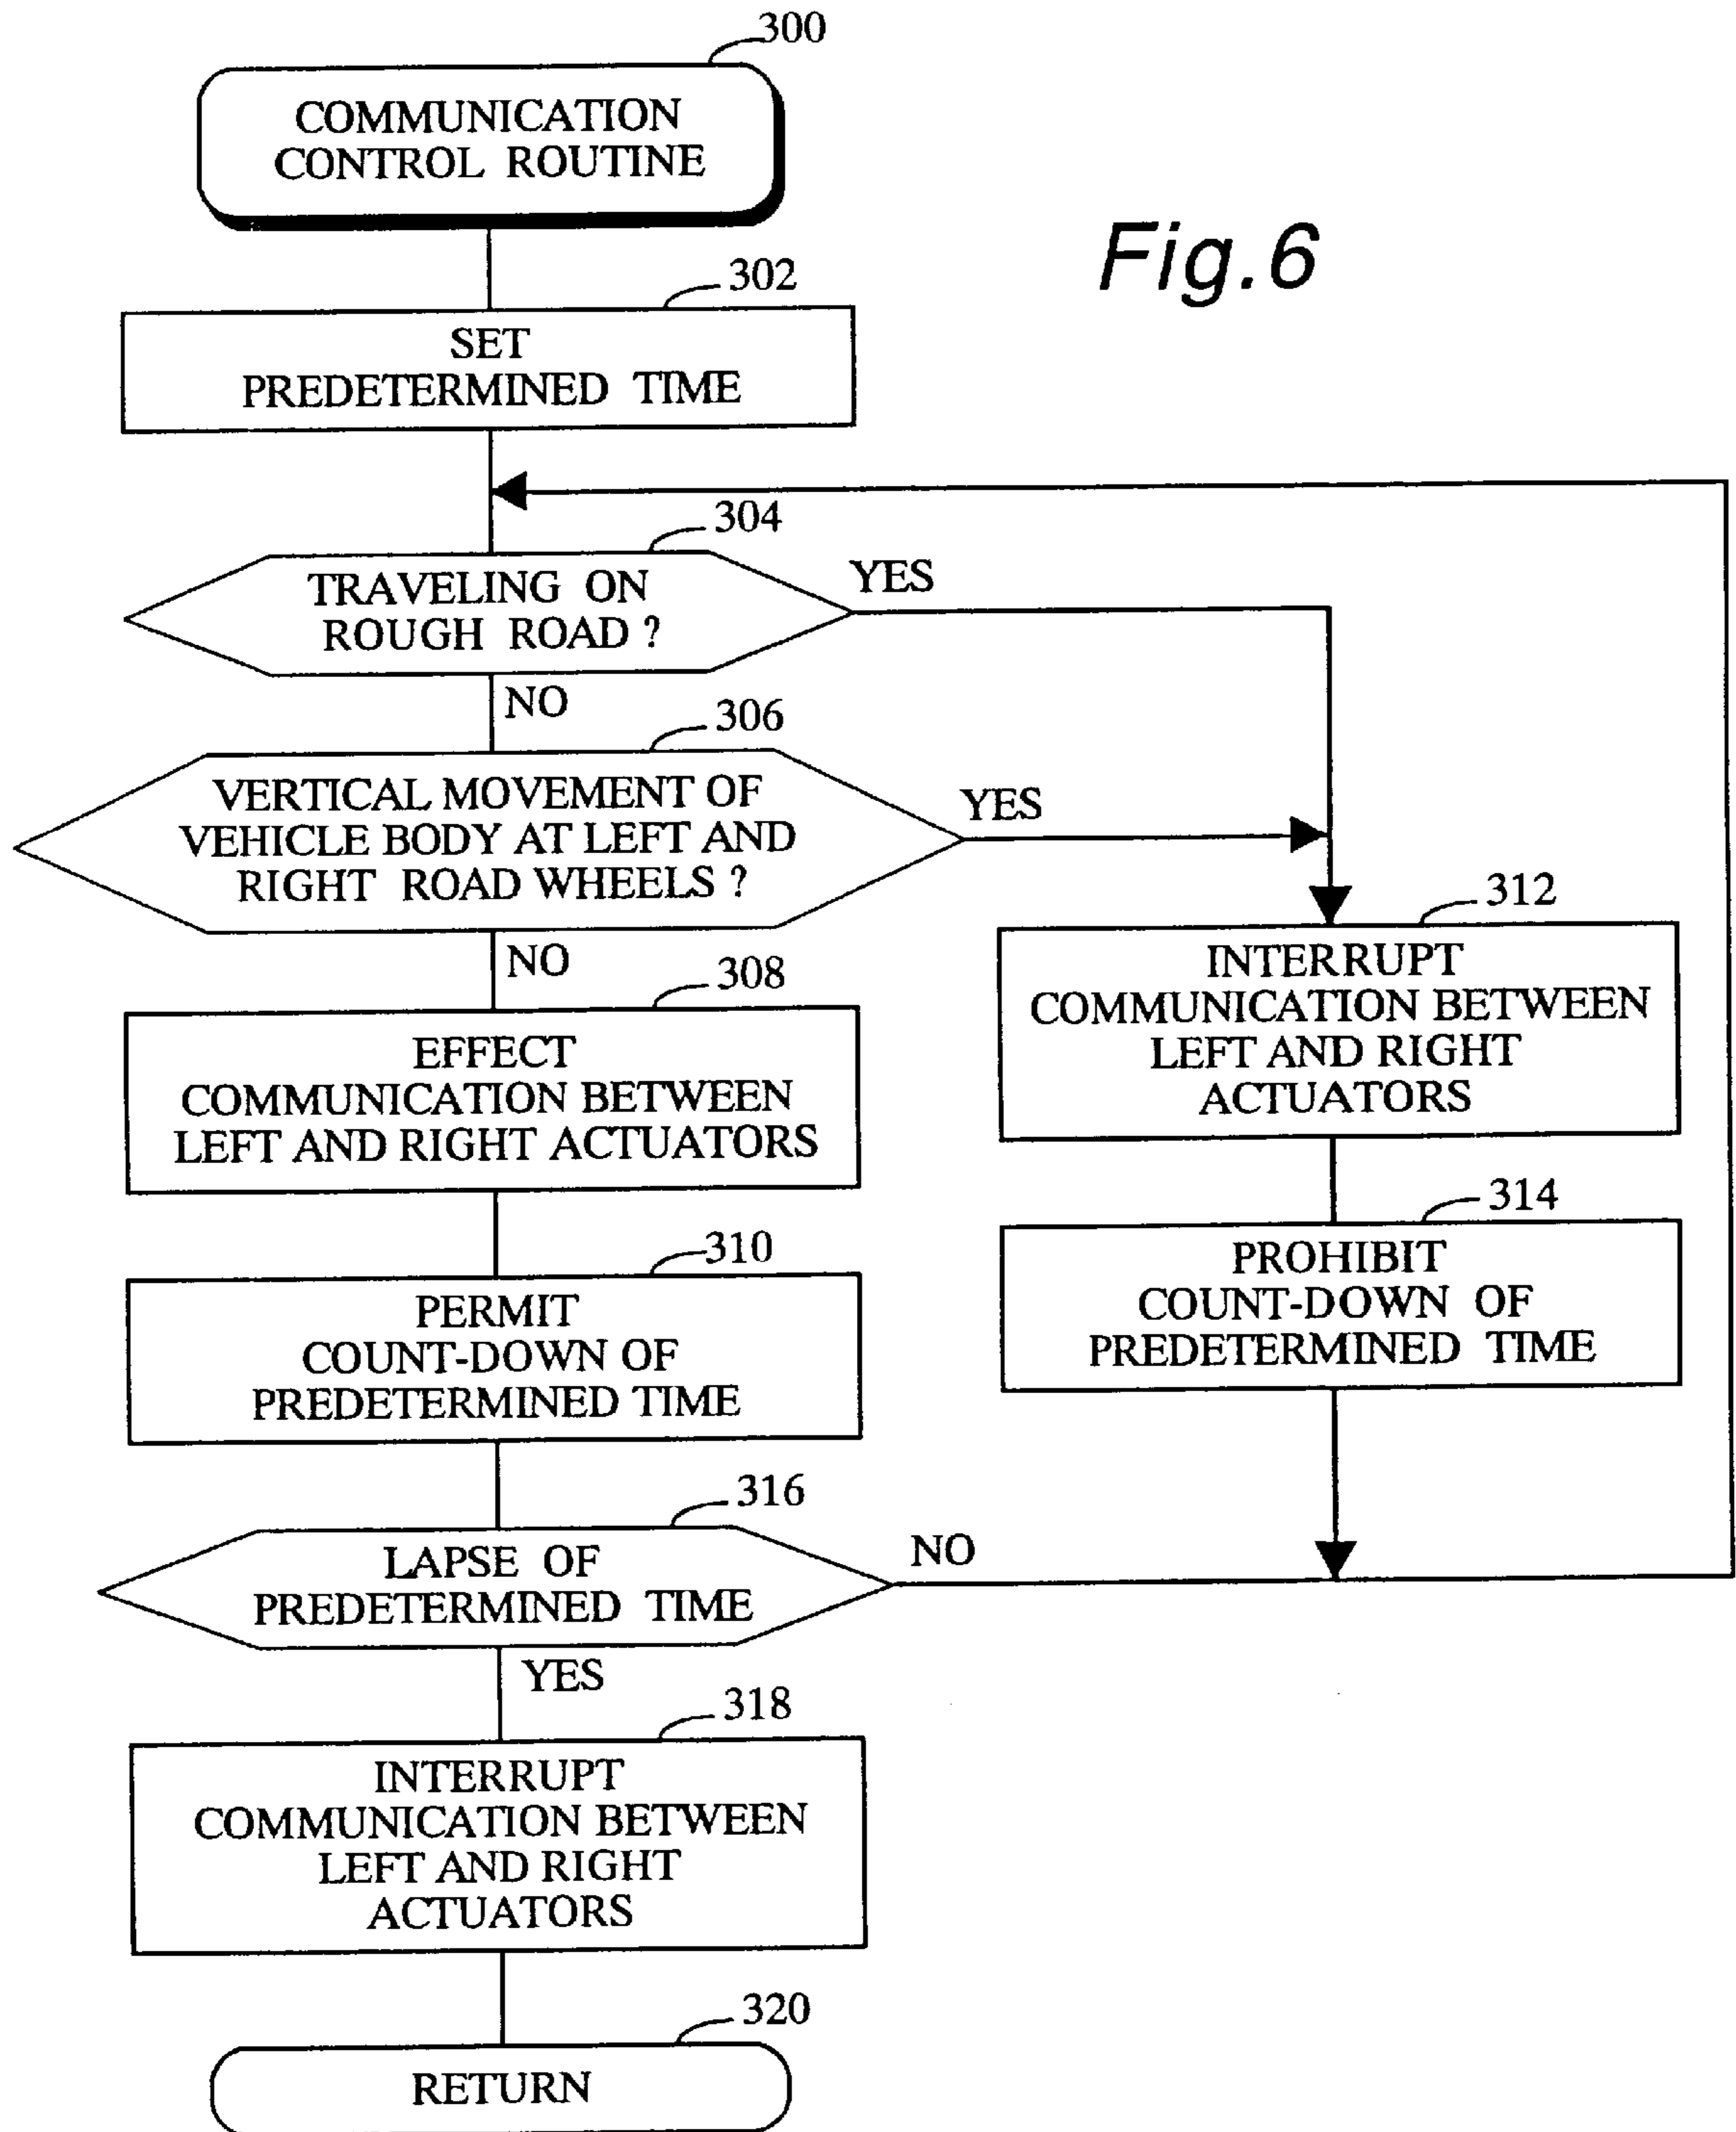 300
COMMUNICATION
CONTROL ROUTINE
Fig.6
302
SET
PREDETERMINED TIME
304
TRAVELING ON
ROUGH ROAD ?
YES
NO
306
VERTICAL MOVEMENT OF
VEHICLE BODY AT LEFT AND
RIGHT ROAD WHEELS ?
YES
NO
308
EFFECT
COMMUNICATION BETWEEN
LEFT AND RIGHT ACTUATORS
312
INTERRUPT
COMMUNICATION BETWEEN
LEFT AND RIGHT
ACTUATORS
310
PERMIT
COUNT-DOWN OF
PREDETERMINED TIME
314
PROHIBIT
COUNT-DOWN OF
PREDETERMINED TIME
316
LAPSE OF
PREDETERMINED TIME
NO
YES
318
INTERRUPT
COMMUNICATION BETWEEN
LEFT AND RIGHT
ACTUATORS
320
RETURN